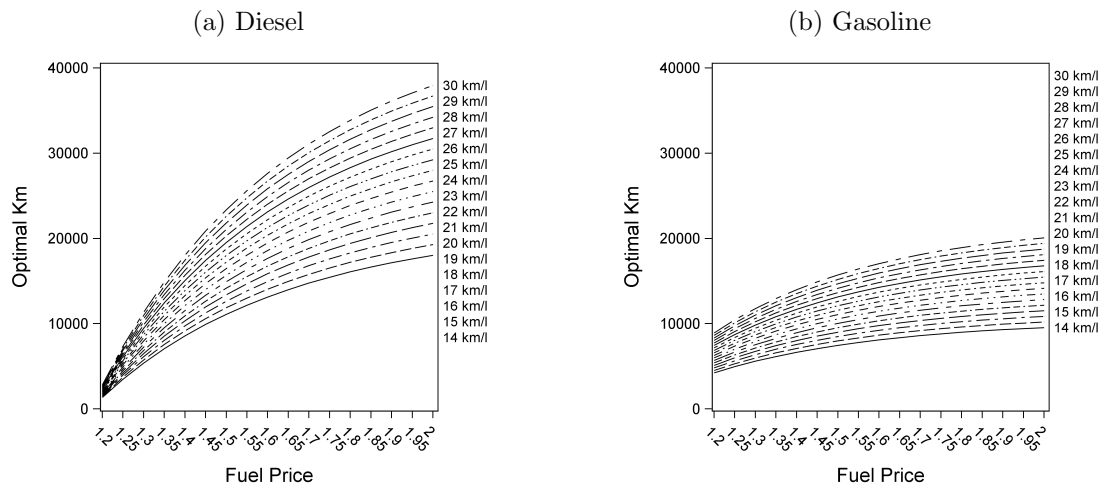 (a) Diesel
40000
30000
20000
10000
0
Optimal Km
1.2
1.25
1.3
1.35
1.4
1.45
1.5
1.55
1.6
1.65
1.7
1.75
1.8
1.85
1.9
1.95
2
Fuel Price
30 km/l
29 km/l
28 km/l
27 km/l
26 km/l
25 km/l
24 km/l
23 km/l
22 km/l
21 km/l
20 km/l
19 km/l
18 km/l
17 km/l
16 km/l
15 km/l
14 km/l
(b) Gasoline
40000
30000
20000
10000
0
Optimal Km
1.2
1.25
1.3
1.35
1.4
1.45
1.5
1.55
1.6
1.65
1.7
1.75
1.8
1.85
1.9
1.95
2
Fuel Price
30 km/l
29 km/l
28 km/l
27 km/l
26 km/l
25 km/l
24 km/l
23 km/l
22 km/l
21 km/l
20 km/l
19 km/l
18 km/l
17 km/l
16 km/l
15 km/l
14 km/l